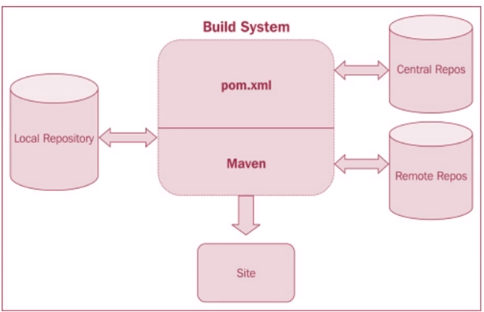 Build System
pom.xml
Central Repos
Local Repository
Maven
Remote Repos
Site